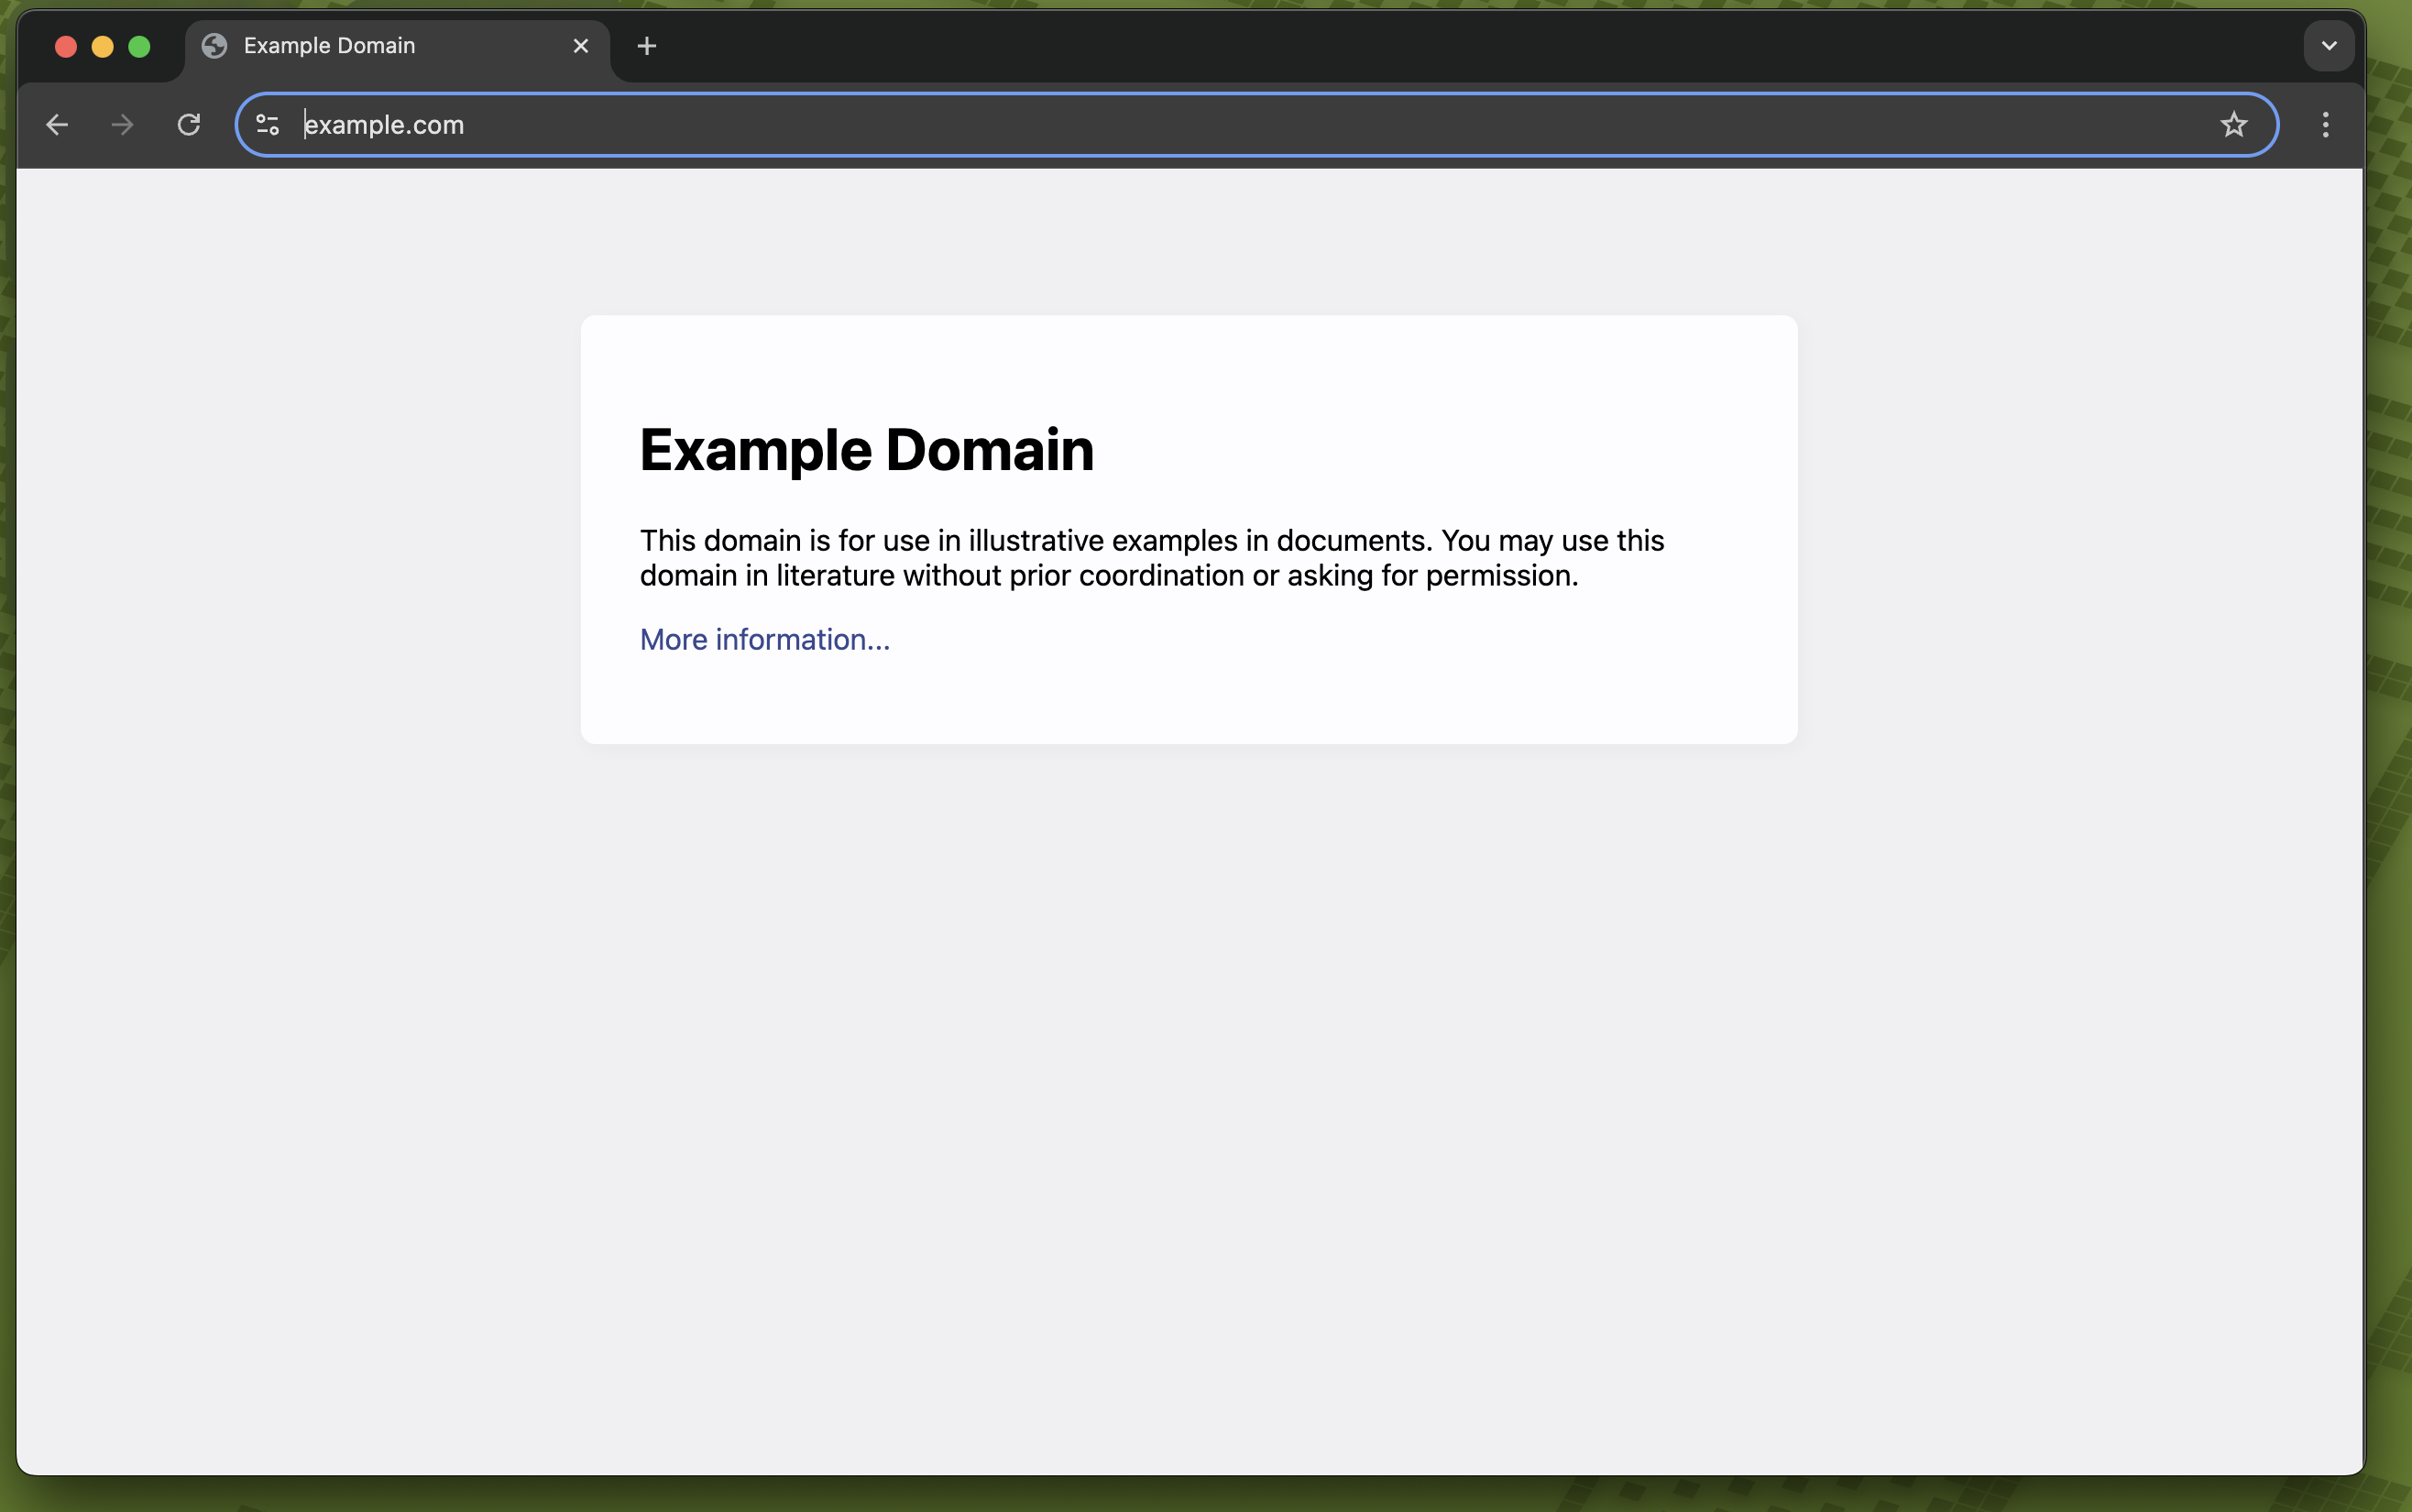 Example Domain
example.com
Example Domain
This domain is for use in illustrative examples in documents. You may use this
domain in literature without prior coordination or asking for permission.
More information...